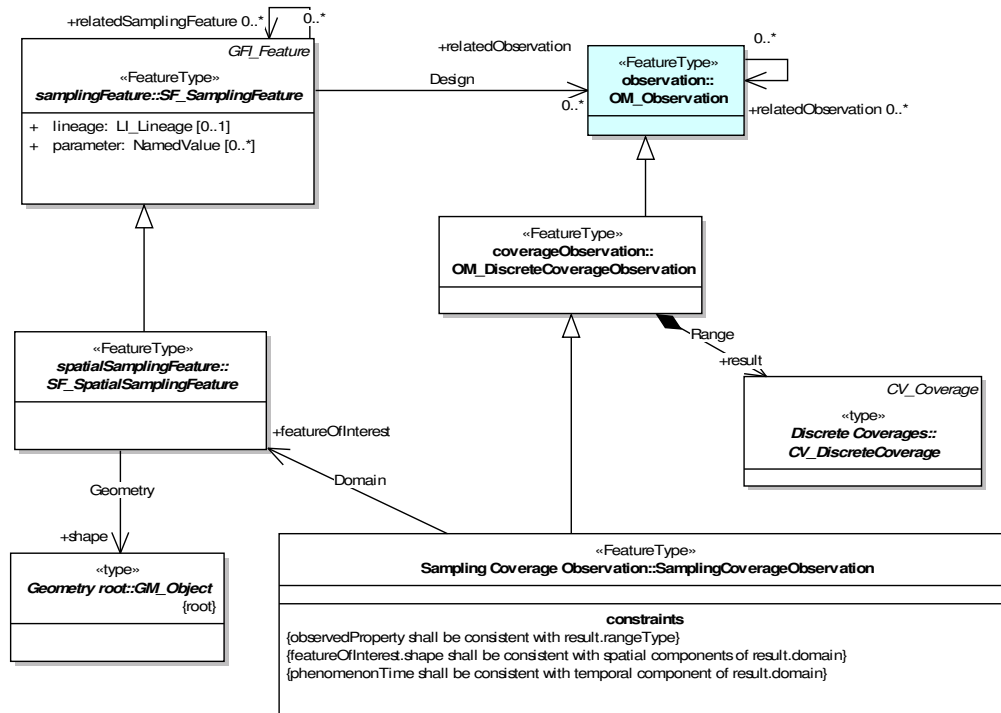 +relatedSamplingFeature 0..*
0..*
GFI_Feature
«FeatureType»
samplingFeature::SF_SamplingFeature
+ lineage: LI_Lineage [0..1]
+ parameter: NamedValue [0..*]
+relatedObservation
Design
0..*
0..*
«FeatureType»
observation::
OM_Observation
+relatedObservation 0..*
«FeatureType»
coverageObservation::
OM_DiscreteCoverageObservation
Range
+result
CV_Coverage
«type»
Discrete Coverages::
CV_DiscreteCoverage
«FeatureType»
spatialSamplingFeature::
SF_SpatialSamplingFeature
+featureOfInterest
Domain
Geometry
+shape
«type»
Geometry root::GM_Object
{root}
«FeatureType»
Sampling Coverage Observation::SamplingCoverageObservation
constraints
{observedProperty shall be consistent with result.rangeType}
{featureOfInterest.shape shall be consistent with spatial components of result.domain}
{phenomenonTime shall be consistent with temporal component of result.domain}